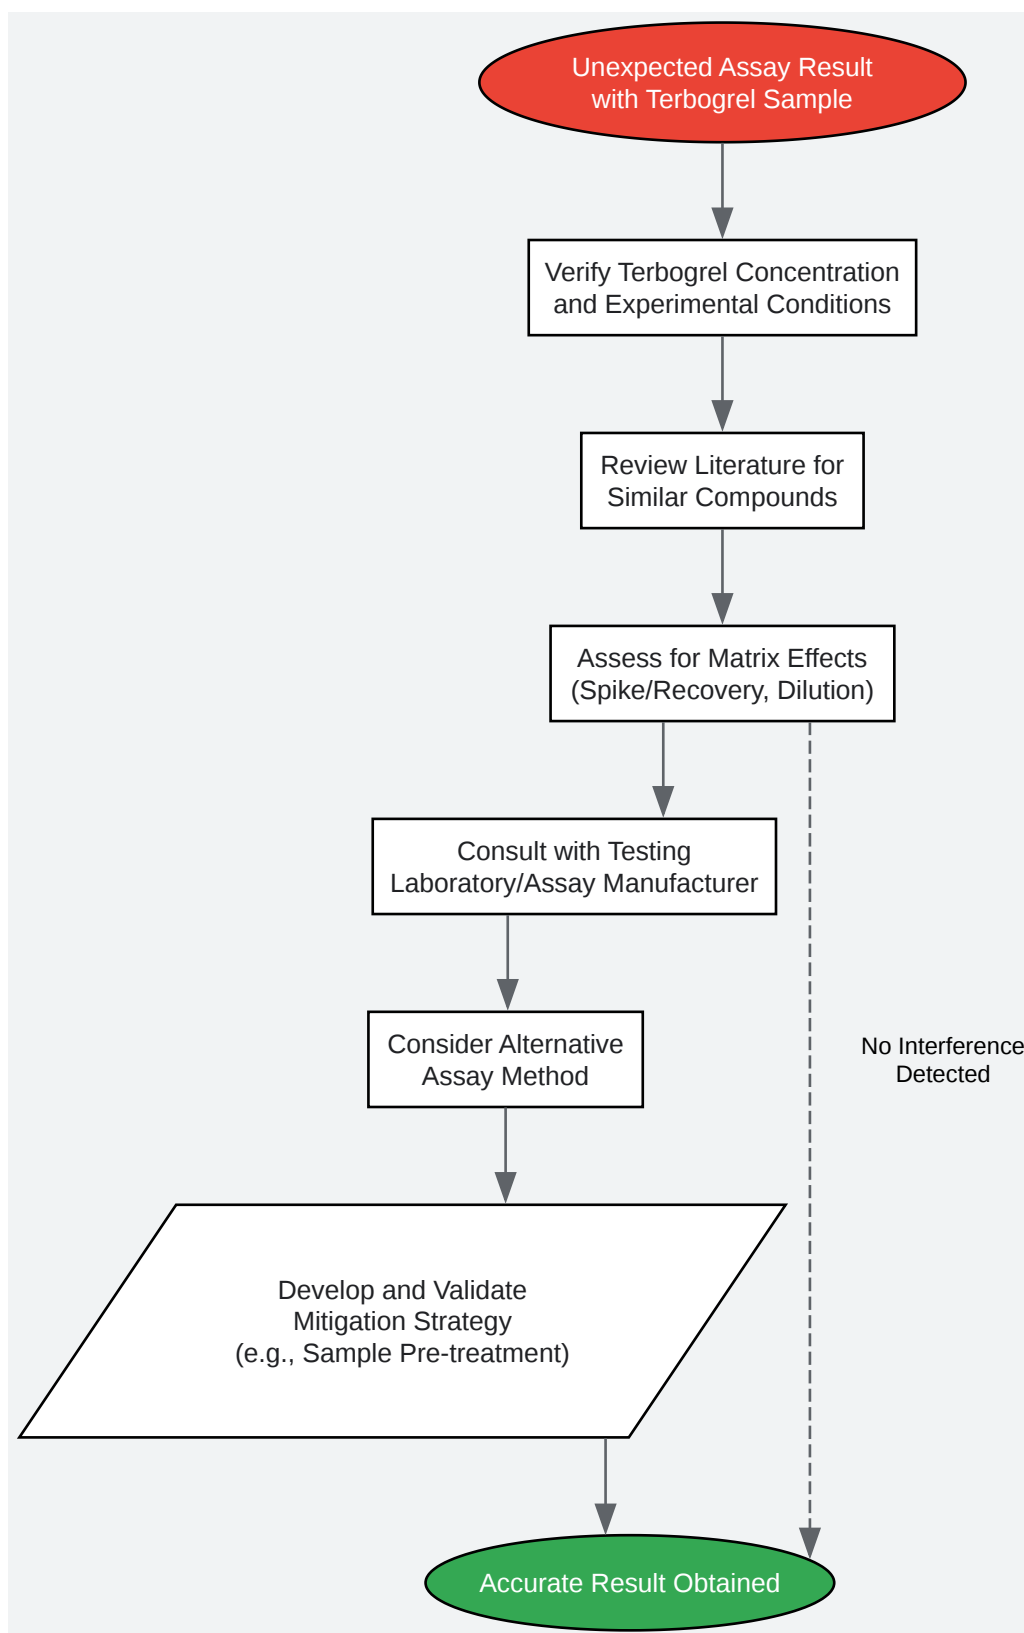 Unexpected Assay Result
with Terbogrel Sample
Verify Terbogrel Concentration
and Experimental Conditions
Review Literature for
Similar Compounds
Assess for Matrix Effects
(Spike/Recovery, Dilution)
Consult with Testing
Laboratory/Assay Manufacturer
Consider Alternative
Assay Method
No Interference
Detected
Develop and Validate
Mitigation Strategy
(e.g., Sample Pre-treatment)
Accurate Result Obtained